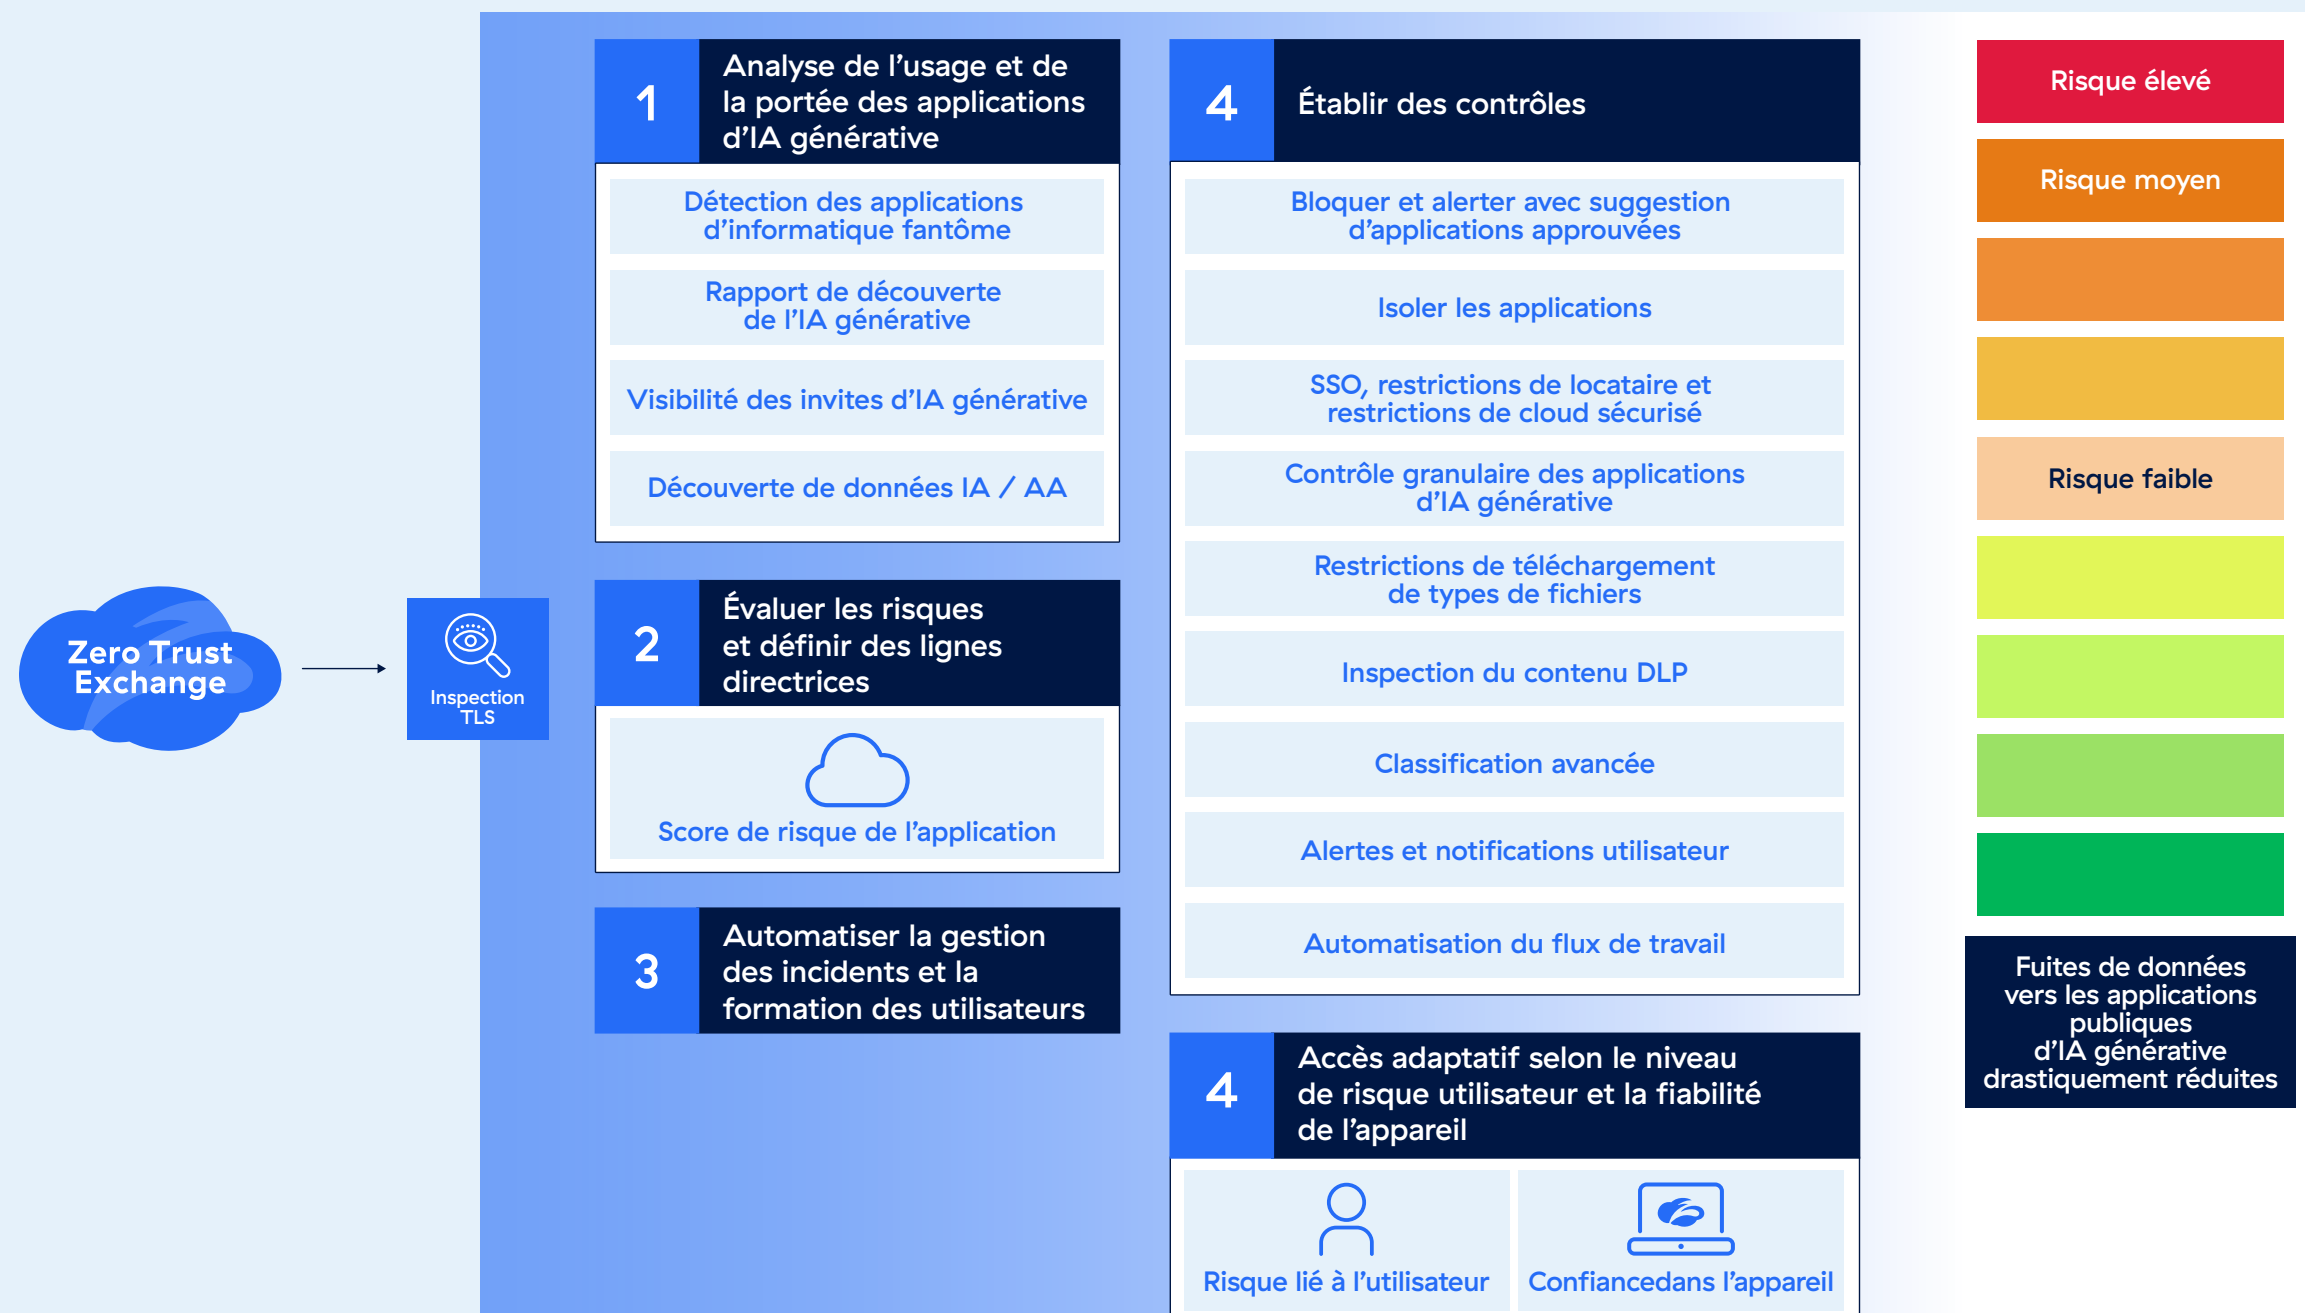 Zero Trust
Exchange
Inspection
TLS
1
Analyse de l’usage et de
la portée des applications
d’IA générative
Détection des applications
d’informatique fantôme
Rapport de découverte
de l’IA générative
Visibilité des invites d’IA générative
Découverte de données IA / AA
2
Évaluer les risques
et définir des lignes
directrices
Score de risque de l’application
3
Automatiser la gestion
des incidents et la
formation des utilisateurs
4
Établir des contrôles
Bloquer et alerter avec suggestion
d’applications approuvées
Isoler les applications
SSO, restrictions de locataire et
restrictions de cloud sécurisé
Contrôle granulaire des applications
d’IA générative
Restrictions de téléchargement
de types de fichiers
Inspection du contenu DLP
Classification avancée
Alertes et notifications utilisateur
Automatisation du flux de travail
4
Accès adaptatif selon le niveau
de risque utilisateur et la fiabilité
de l’appareil
Risque lié à l’utilisateur
Confiancedans l’appareil
Risque élevé
Risque moyen
Risque faible
Fuites de données
vers les applications
publiques
d’IA générative
drastiquement réduites